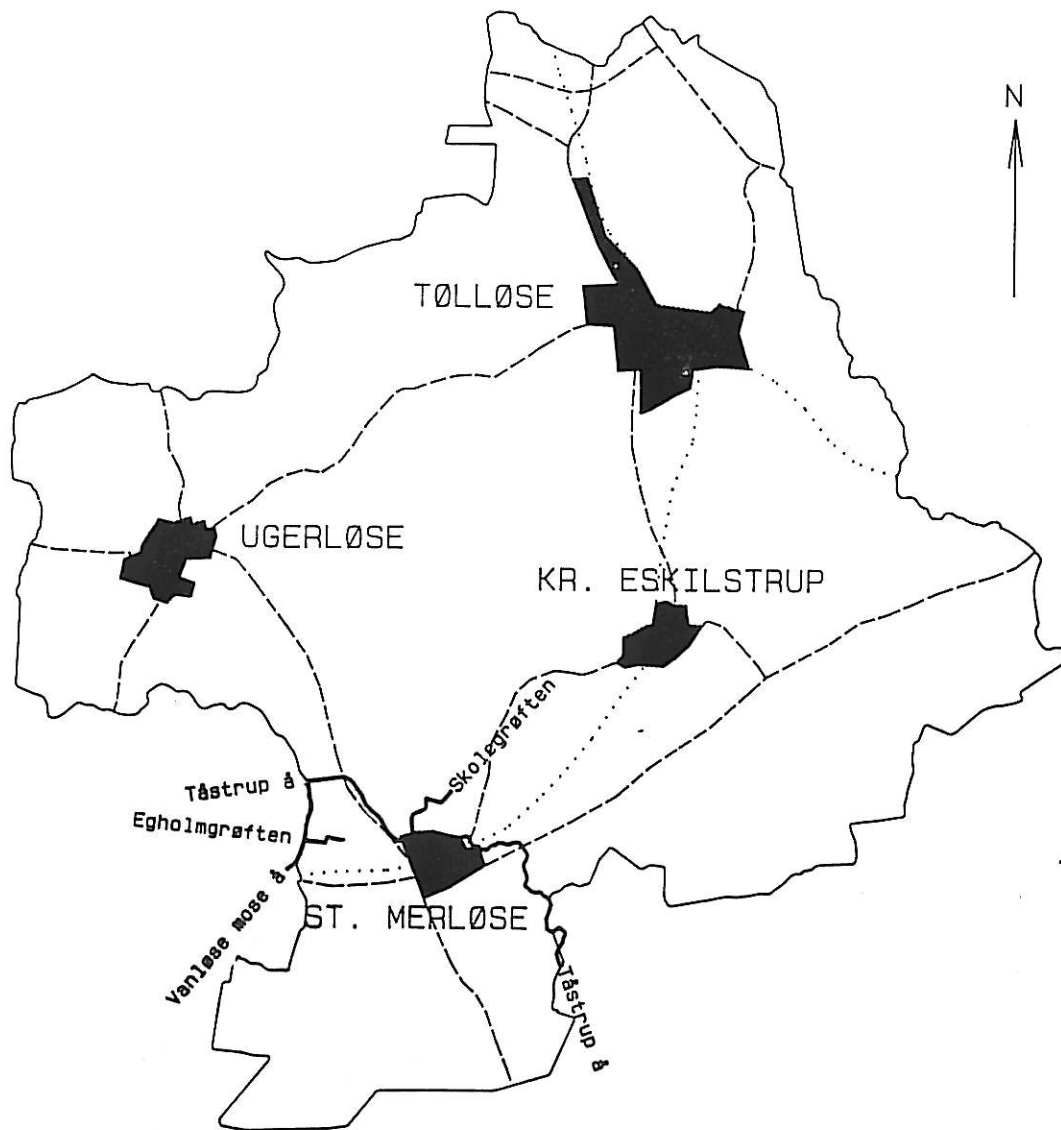 N
TØLLØSE
UGERLØSE
KR. ESKILSTRUP
Skolegrøften
Tåstrup å
Egholmgrøften
Vanløse mose å
ST. MERLØSE
Tåstrup å